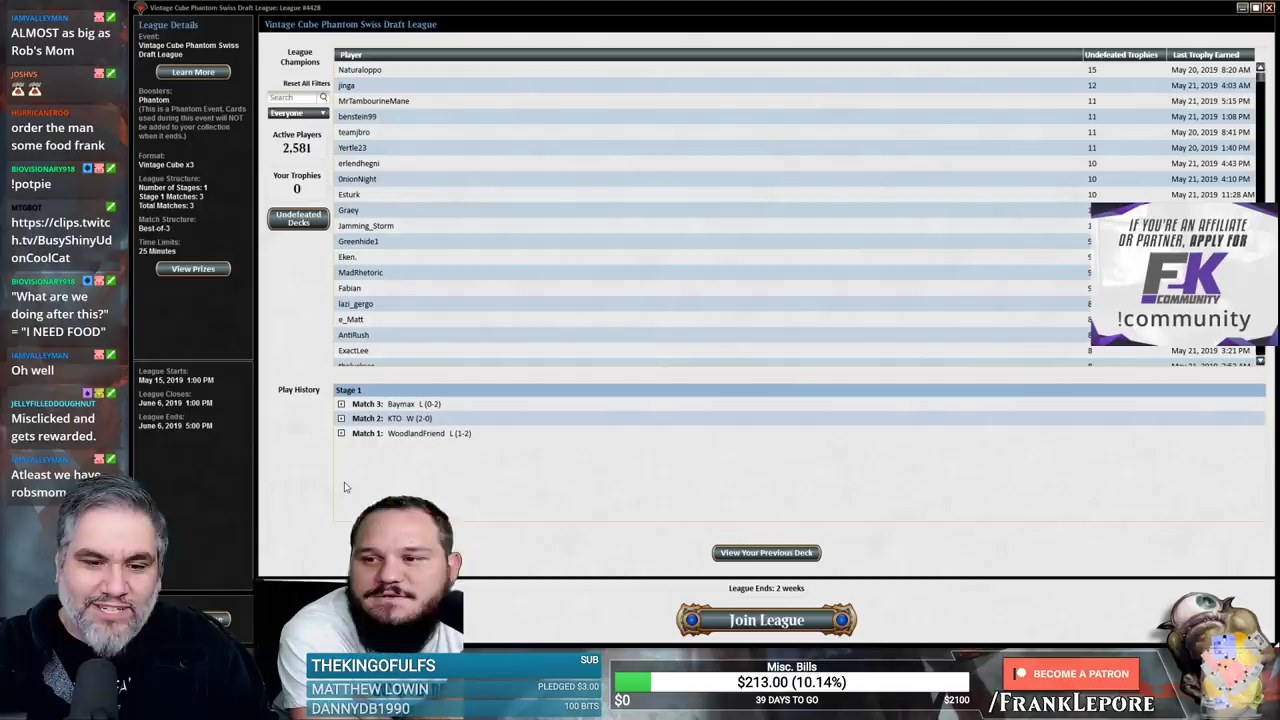 IAMVALLEYMAN
ALMOST as big as
Rob's Mom
JOSHVS
HURRICANEROO
order the man
some food frank
BIOVISIONARY918
!potpie
MTGBOT
https://clips.twitc
h.tv/BusyShinyUd
onCoolCat
BIOVISIONARY918
"What are we
doing after this?"
= "I NEED FOOD"
IAMVALLEYMAN
Oh well
JELLYFILLEDDOUGHNUT
Misclicked and
gets rewarded.
IAMVALLEYMAN
Atleast we have
robsmom
Vintage Cube Phantom Swiss Draft League: League #4428
League Details
Event:
Vintage Cube Phantom Swiss
Draft League
Learn More
Boosters:
Phantom
(This is a Phantom Event. Cards
used during this event will NOT
be added to your collection
when it ends.)
Format:
Vintage Cube x3
League Structure:
Number of Stages: 1
Stage 1 Matches: 3
Total Matches: 3
Match Structure:
Best-of-3
Time Limits:
25 Minutes
View Prizes
League Starts:
May 15, 2019 1:00 PM
League Closes:
June 6, 2019 1:00 PM
League Ends:
June 6, 2019 5:00 PM
Vintage Cube Phantom Swiss Draft League
League
Champions
Reset All Filters
Search
Everyone
Active Players
2,581
Your Trophies
0
Undefeated
Decks
Player Undefeated Trophies Last Trophy Earned
Naturaloppo 15 May 20, 2019 8:20 AM
jinga 12 May 21, 2019 4:03 AM
MrTambourineMane 11 May 21, 2019 5:15 PM
benstein99 11 May 21, 2019 1:08 PM
teamjbro 11 May 20, 2019 8:41 PM
Yertle23 11 May 20, 2019 1:40 PM
erlendhegni 10 May 21, 2019 4:43 PM
0nionNight 10 May 21, 2019 4:10 PM
Esturk 10 May 21, 2019 11:28 AM
Graey
Jamming_Storm
Greenhide1
Eken.
MadRhetoric
Fabian
lazi_gergo
e_Matt
AntiRush
ExactLee 8 May 21, 2019 3:21 PM
IF YOU'RE AN AFFILIATE
OR PARTNER, APPLY FOR
COMMUNITY
!community
Play History
Stage 1
Match 3: Baymax L (0-2)
Match 2: KTO W (2-0)
Match 1: WoodlandFriend L (1-2)
View Your Previous Deck
League Ends: 2 weeks
Join League
THEKINGOFULFS SUB
MATTHEW LOWIN PLEDGED $3.00
DANNYDB1990 100 BITS
Misc. Bills
$213.00 (10.14%)
$0 39 DAYS TO GO $2100
BECOME A PATRON
/FRANKLEPORE